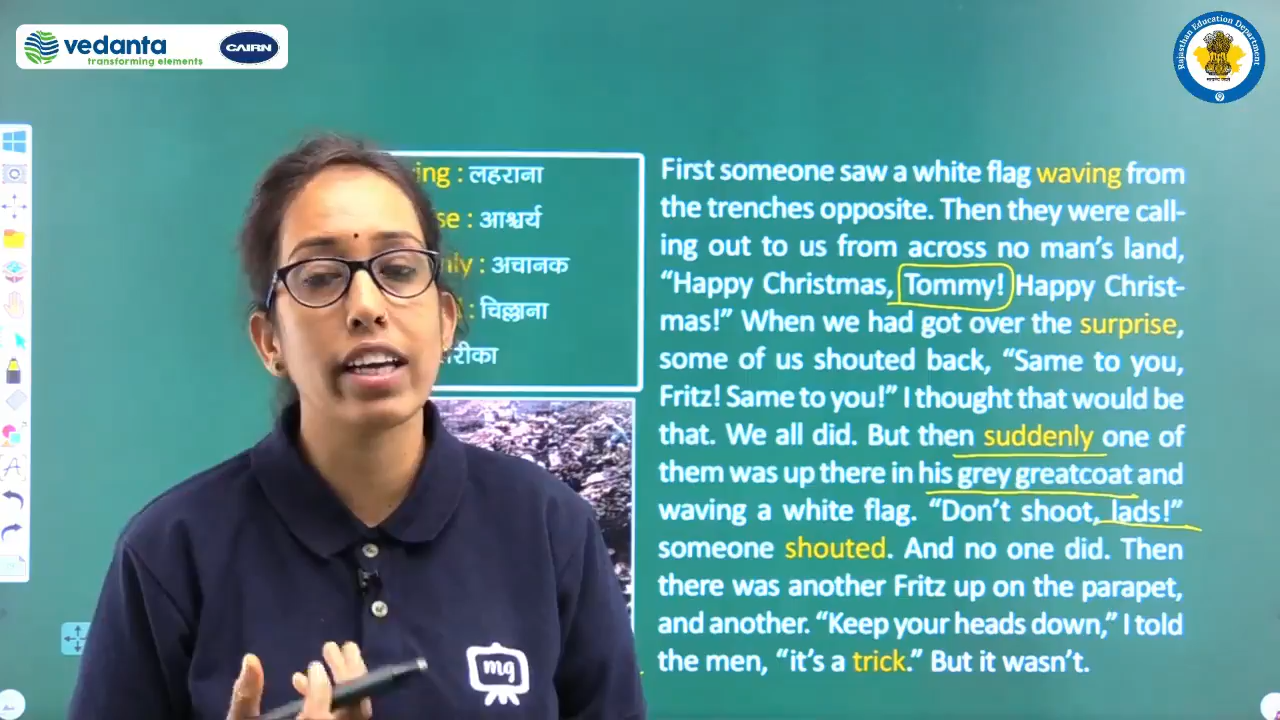 vedanta
transforming elements
CAIRN
Rajasthan Education Department
ing : लहराना
se : आश्चर्य
ly : अचानक
: चिल्लाना
रीका
First someone saw a white flag waving from
the trenches opposite. Then they were call-
ing out to us from across no man's land,
“Happy Christmas, Tommy! Happy Christ-
mas!” When we had got over the surprise,
some of us shouted back, “Same to you,
Fritz! Same to you!” I thought that would be
that. We all did. But then suddenly one of
them was up there in his grey greatcoat and
waving a white flag. “Don't shoot, lads!”
someone shouted. And no one did. Then
there was another Fritz up on the parapet,
and another. “Keep your heads down,” I told
the men, “it's a trick.” But it wasn't.
mg